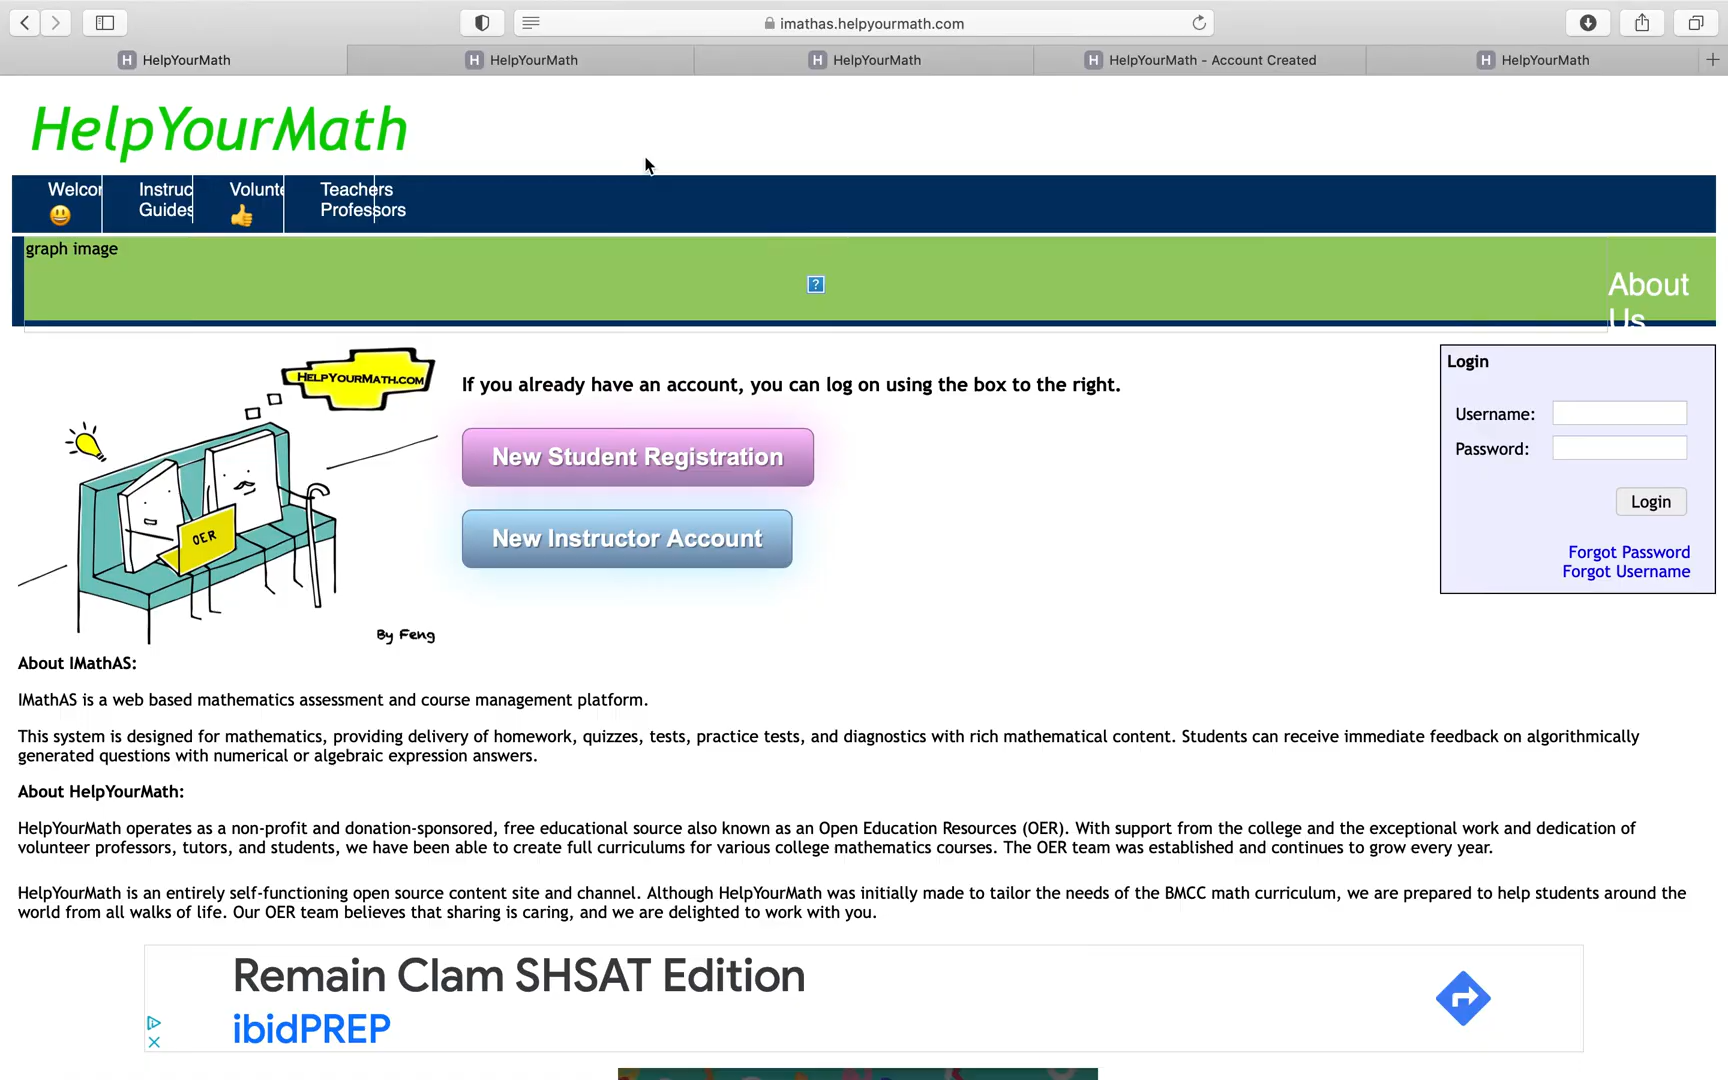 imathas.helpyourmath.com
H HelpYourMath
H HelpYourMath
H HelpYourMath
H HelpYourMath - Account Created
H HelpYourMath
HelpYourMath
Welcor
Instruc
Guides
Volunte
Teachers
Professors
graph image
?
About
Us
HELPYOURMATH.COM
OER
By Feng
If you already have an account, you can log on using the box to the right.
New Student Registration
New Instructor Account
Login
Username:
Password:
Login
Forgot Password
Forgot Username
About IMathAS:
IMathAS is a web based mathematics assessment and course management platform.
This system is designed for mathematics, providing delivery of homework, quizzes, tests, practice tests, and diagnostics with rich mathematical content. Students can receive immediate feedback on algorithmically
generated questions with numerical or algebraic expression answers.
About HelpYourMath:
HelpYourMath operates as a non-profit and donation-sponsored, free educational source also known as an Open Education Resources (OER). With support from the college and the exceptional work and dedication of
volunteer professors, tutors, and students, we have been able to create full curriculums for various college mathematics courses. The OER team was established and continues to grow every year.
HelpYourMath is an entirely self-functioning open source content site and channel. Although HelpYourMath was initially made to tailor the needs of the BMCC math curriculum, we are prepared to help students around the
world from all walks of life. Our OER team believes that sharing is caring, and we are delighted to work with you.
Remain Clam SHSAT Edition
ibidPREP